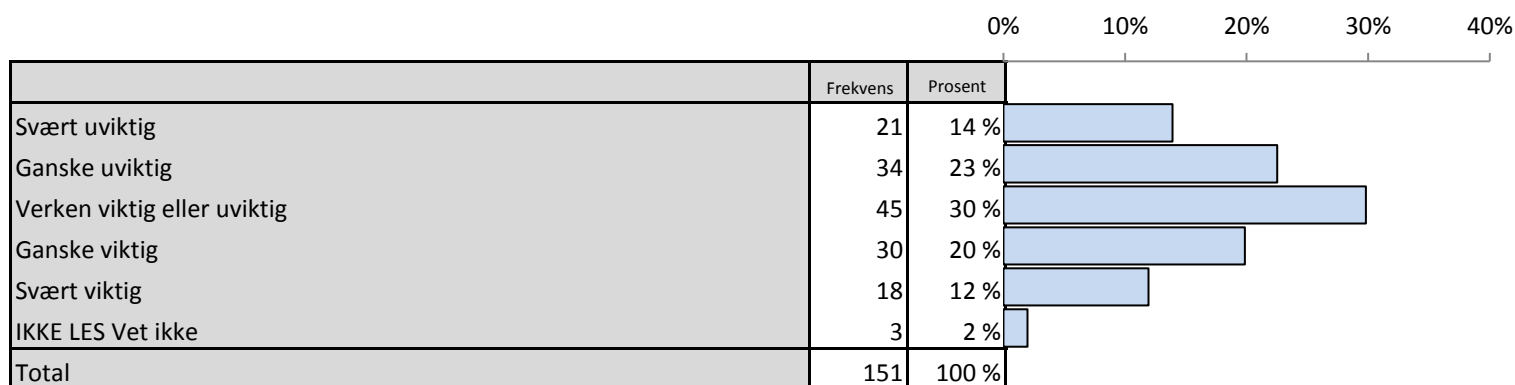 0% 10% 20% 30% 40%
Frekvens Prosent
Svært uviktig 21 14 %
Ganske uviktig 34 23 %
Verken viktig eller uviktig 45 30 %
Ganske viktig 30 20 %
Svært viktig 18 12 %
IKKE LES Vet ikke 3 2 %
Total 151 100 %